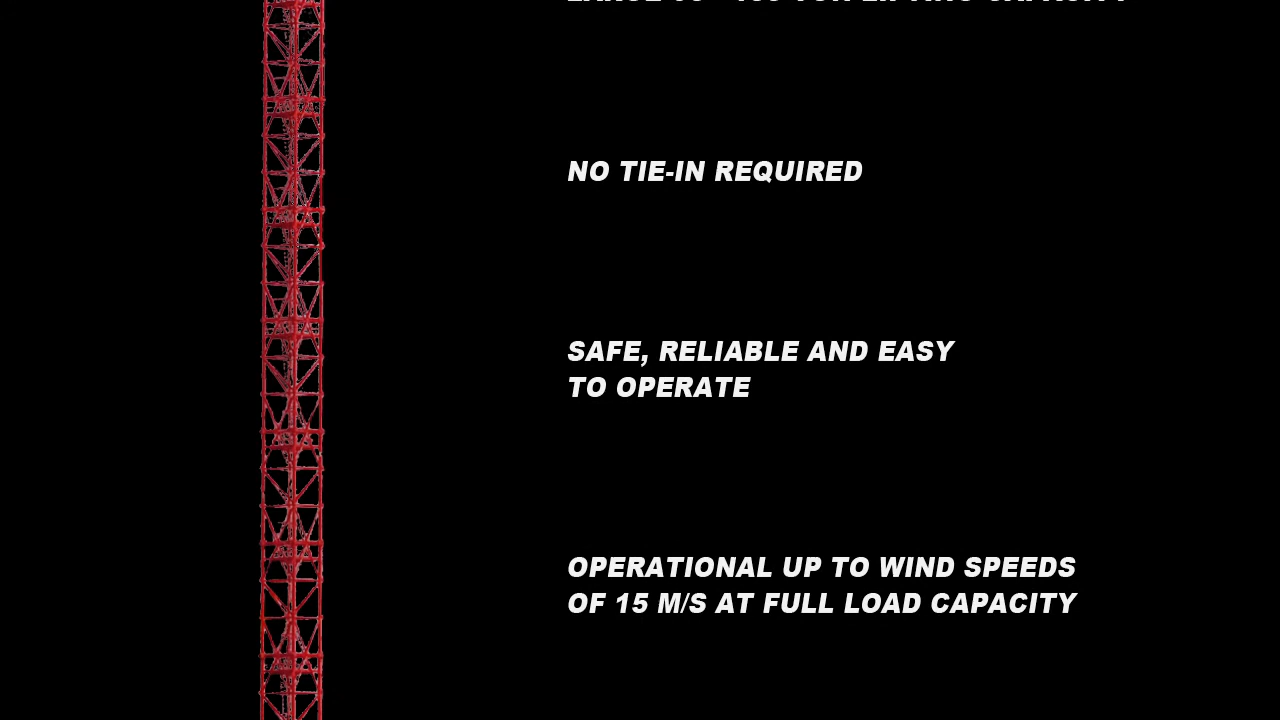 NO TIE-IN REQUIRED
SAFE, RELIABLE AND EASY
TO OPERATE
OPERATIONAL UP TO WIND SPEEDS
OF 15 M/S AT FULL LOAD CAPACITY